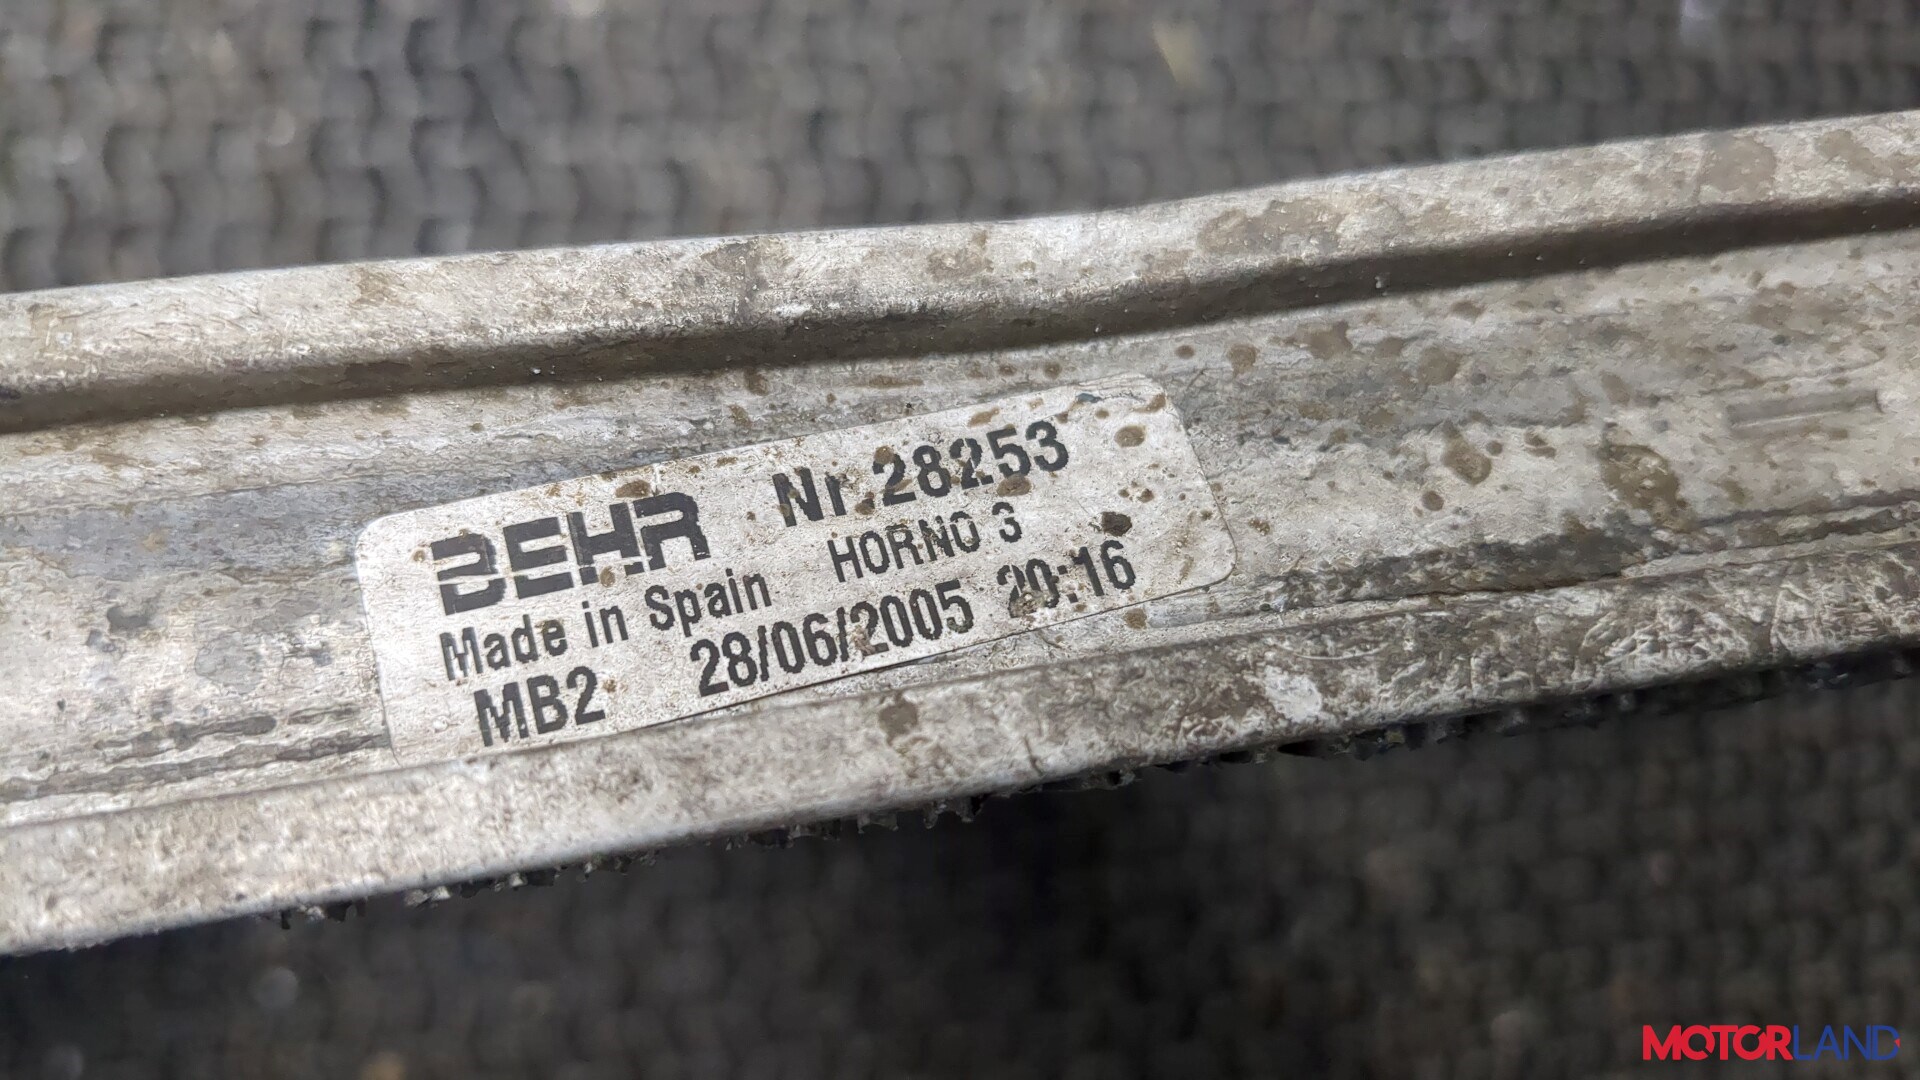 BEHR Nr.28253
Made in Spain HORNO 3
MB2 28/06/2005 20:16
MOTORLAND